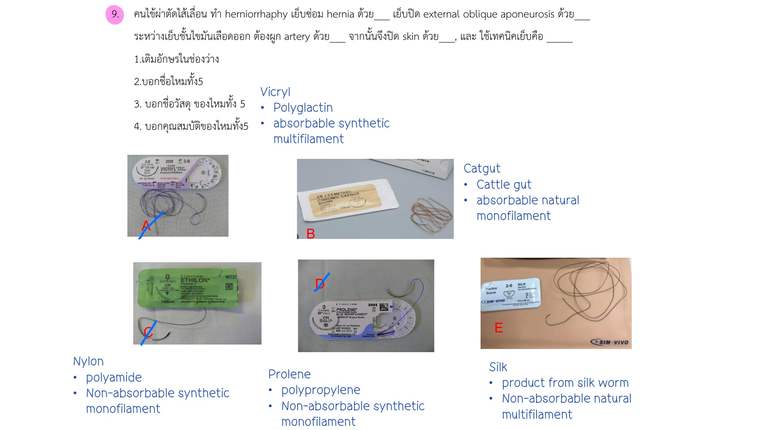 9. คนไข้ผ่าตัดไส้เลื่อน ทำ herniorrhaphy เย็บซ่อม hernia ด้วย___ เย็บปิด external oblique aponeurosis ด้วย___
ระหว่างเย็บชั้นไขมันเลือดออก ต้องผูก artery ด้วย___ จากนั้นจึงปิด skin ด้วย___, และ ใช้เทคนิคเย็บคือ _____
1.เติมอักษรในช่องว่าง
2.บอกชื่อไหมทั้ง5
3. บอกชื่อวัสดุ ของไหมทั้ง 5
4. บอกคุณสมบัติของไหมทั้ง5
Vicryl
• Polyglactin
• absorbable synthetic
multifilament
A
B
Catgut
• Cattle gut
• absorbable natural
monofilament
ETHILON
C
D
PROLENE
E
Nylon
• polyamide
• Non-absorbable synthetic
monofilament
Prolene
• polypropylene
• Non-absorbable synthetic
monofilament
Silk
• product from silk worm
• Non-absorbable natural
multifilament